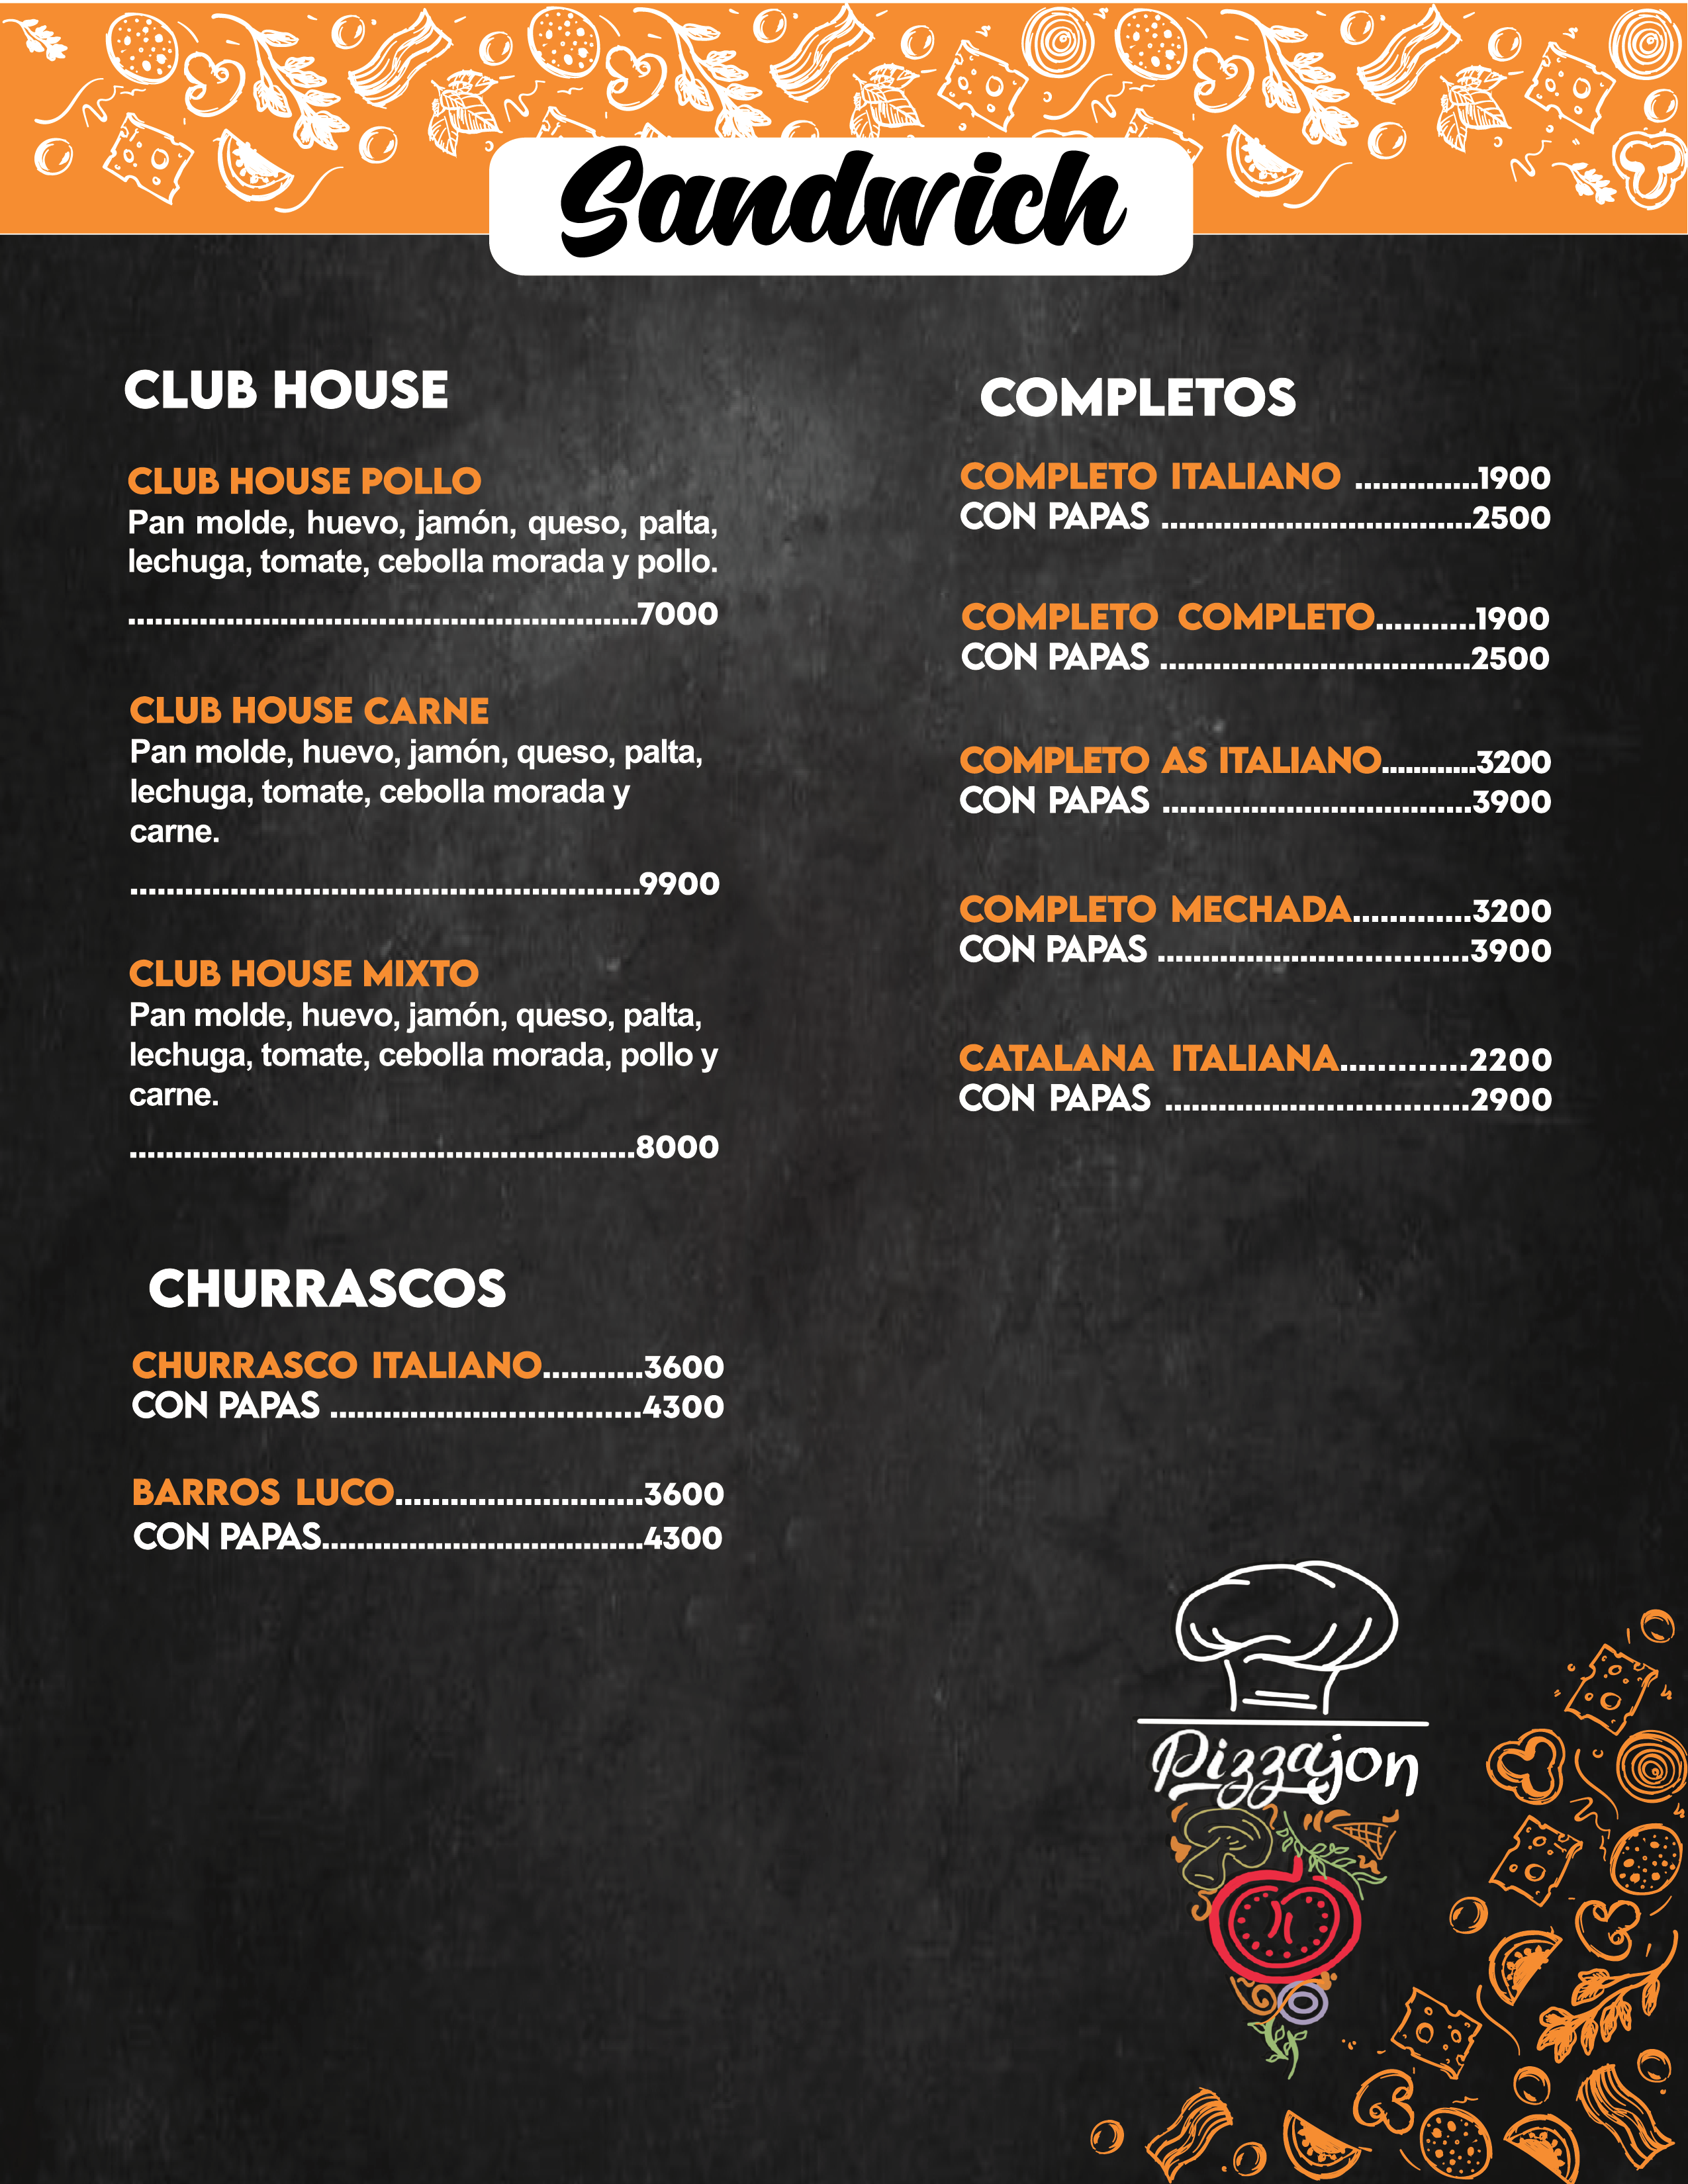 Sandwich
CLUB HOUSE
CLUB HOUSE POLLO
Pan molde, huevo, jamón, queso, palta,
lechuga, tomate, cebolla morada y pollo.
.........................................................7000
CLUB HOUSE CARNE
Pan molde, huevo, jamón, queso, palta,
lechuga, tomate, cebolla morada y
carne.
.........................................................9900
CLUB HOUSE MIXTO
Pan molde, huevo, jamón, queso, palta,
lechuga, tomate, cebolla morada, pollo y
carne.
.........................................................8000
CHURRASCOS
CHURRASCO ITALIANO...........3600
CON PAPAS ...................................4300
BARROS LUCO...........................3600
CON PAPAS....................................4300
COMPLETOS
COMPLETO ITALIANO ..............1900
CON PAPAS ...................................2500
COMPLETO COMPLETO...........1900
CON PAPAS ...................................2500
COMPLETO AS ITALIANO............3200
CON PAPAS ...................................3900
COMPLETO MECHADA.............3200
CON PAPAS ...................................3900
CATALANA ITALIANA.............2200
CON PAPAS ..................................2900
Pizzajon